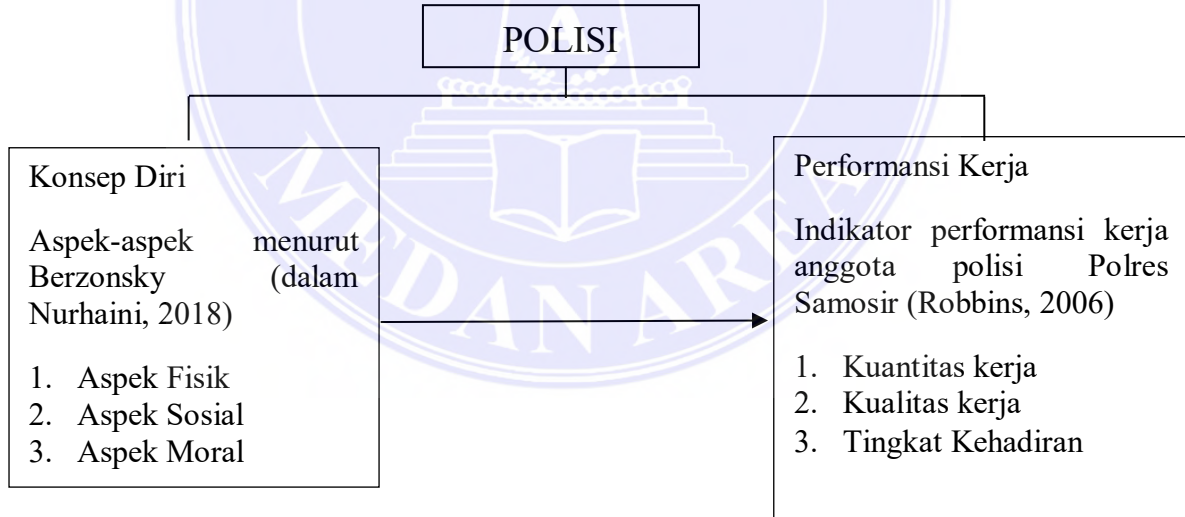 POLISI
Konsep Diri
Aspek-aspek menurut
Berzonsky (dalam
Nurhaini, 2018)
1. Aspek Fisik
2. Aspek Sosial
3. Aspek Moral
Performansi Kerja
Indikator performansi kerja
anggota polisi Polres
Samosir (Robbins, 2006)
1. Kuantitas kerja
2. Kualitas kerja
3. Tingkat Kehadiran
MEDAN AREA